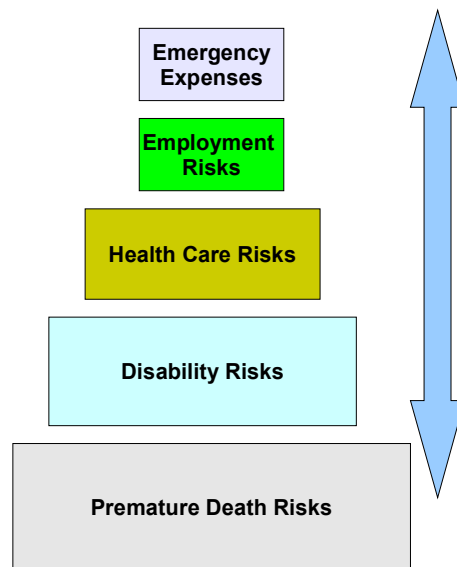 Emergency
Expenses
Employment
Risks
Health Care Risks
Disability Risks
Premature Death Risks